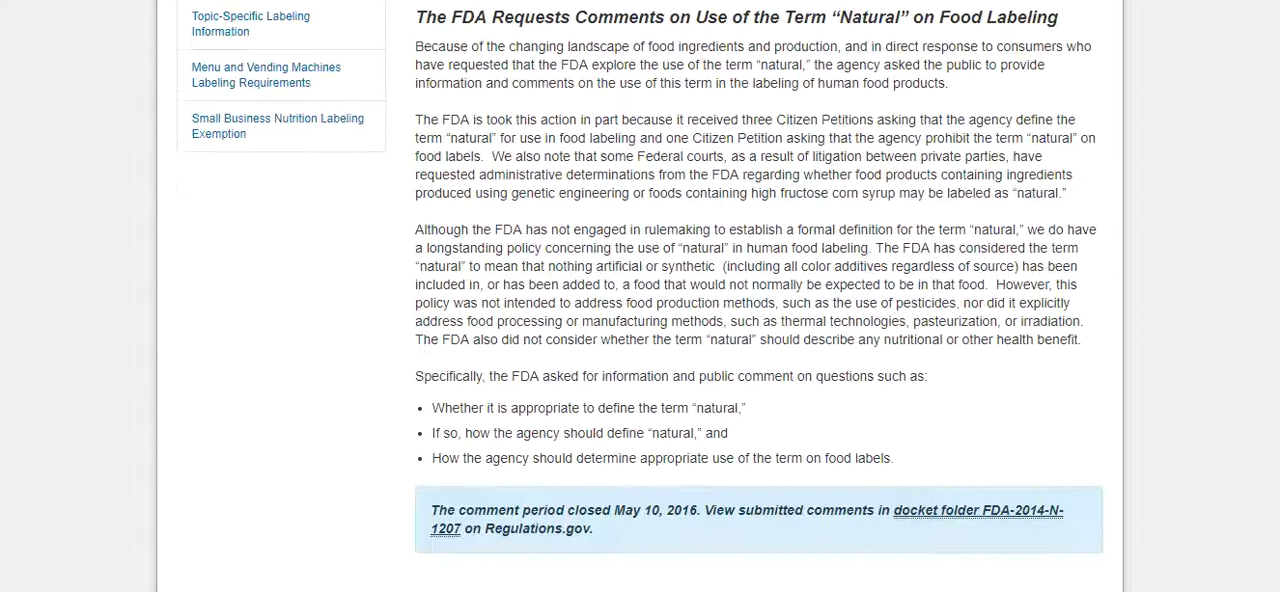 Topic-Specific Labeling
Information
Menu and Vending Machines
Labeling Requirements
Small Business Nutrition Labeling
Exemption
The FDA Requests Comments on Use of the Term “Natural” on Food Labeling
Because of the changing landscape of food ingredients and production, and in direct response to consumers who
have requested that the FDA explore the use of the term “natural,” the agency asked the public to provide
information and comments on the use of this term in the labeling of human food products.
The FDA is took this action in part because it received three Citizen Petitions asking that the agency define the
term “natural” for use in food labeling and one Citizen Petition asking that the agency prohibit the term “natural” on
food labels.  We also note that some Federal courts, as a result of litigation between private parties, have
requested administrative determinations from the FDA regarding whether food products containing ingredients
produced using genetic engineering or foods containing high fructose corn syrup may be labeled as “natural.”
Although the FDA has not engaged in rulemaking to establish a formal definition for the term “natural,” we do have
a longstanding policy concerning the use of “natural” in human food labeling. The FDA has considered the term
“natural” to mean that nothing artificial or synthetic  (including all color additives regardless of source) has been
included in, or has been added to, a food that would not normally be expected to be in that food.  However, this
policy was not intended to address food production methods, such as the use of pesticides, nor did it explicitly
address food processing or manufacturing methods, such as thermal technologies, pasteurization, or irradiation.
The FDA also did not consider whether the term “natural” should describe any nutritional or other health benefit.
Specifically, the FDA asked for information and public comment on questions such as:
• Whether it is appropriate to define the term “natural,”
• If so, how the agency should define “natural,” and
• How the agency should determine appropriate use of the term on food labels.
The comment period closed May 10, 2016. View submitted comments in docket folder FDA-2014-N-
1207 on Regulations.gov.